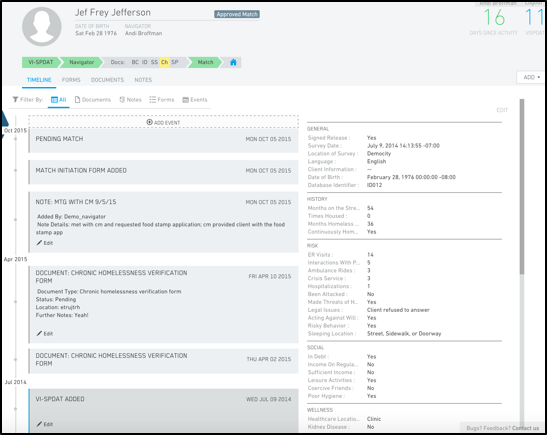 Jef Frey Jefferson
Approved Match
DATE OF BIRTH
Sat Feb 28 1976
NAVIGATOR
Andi Broffman
16
DAYS SINCE ACTIVITY
11
VISPDAT
VI-SPDAT Navigator Docs: BC ID SS Ch SP Match
TIMELINE FORMS DOCUMENTS NOTES
ADD
Filter By: All Documents Notes Forms Events
EDIT
ADD EVENT
Oct 2015
PENDING MATCH MON OCT 05 2015
MATCH INITIATION FORM ADDED MON OCT 05 2015
NOTE: MTG WITH CM 9/5/15 MON OCT 05 2015
Added By: Demo_navigator
Note Details: met with cm and requested food stamp application; cm provided client with the food
stamp app
Edit
Apr 2015
DOCUMENT: CHRONIC HOMELESSNESS VERIFICATION
FORM
FRI APR 10 2015
Document Type: Chronic homelessness verification form
Status: Pending
Location: etrujtrh
Further Notes: Yeah!
Edit
DOCUMENT: CHRONIC HOMELESSNESS VERIFICATION
FORM
THU APR 02 2015
Jul 2014
VI-SPDAT ADDED WED JUL 09 2014
Edit
GENERAL
Signed Release : Yes
Survey Date : July 9, 2014 14:13:55 -07:00
Location of Survey : Democity
Language : English
Client Information : --
Date of Birth : February 28, 1976 00:00:00 -08:00
Database Identifier : ID012
HISTORY
Months on the Stre... 54
Times Housed : 0
Months Homeless : 36
Continuously Hom... Yes
RISK
ER Visits : 14
Interactions With P... 5
Ambulance Rides : 3
Crisis Service : 3
Hospitalizations : 1
Been Attacked : No
Made Threats of H... Yes
Legal Issues : Client refused to answer
Acting Against Will : Yes
Risky Behavior : Yes
Sleeping Location : Street, Sidewalk, or Doorway
SOCIAL
In Debt : Yes
Income On Regula... No
Sufficient Income : No
Leisure Activities : Yes
Coercive Friends : No
Poor Hygiene : Yes
WELLNESS
Healthcare Locatio... Clinic
Kidney Disease : No
Bugs? Feedback? Contact us